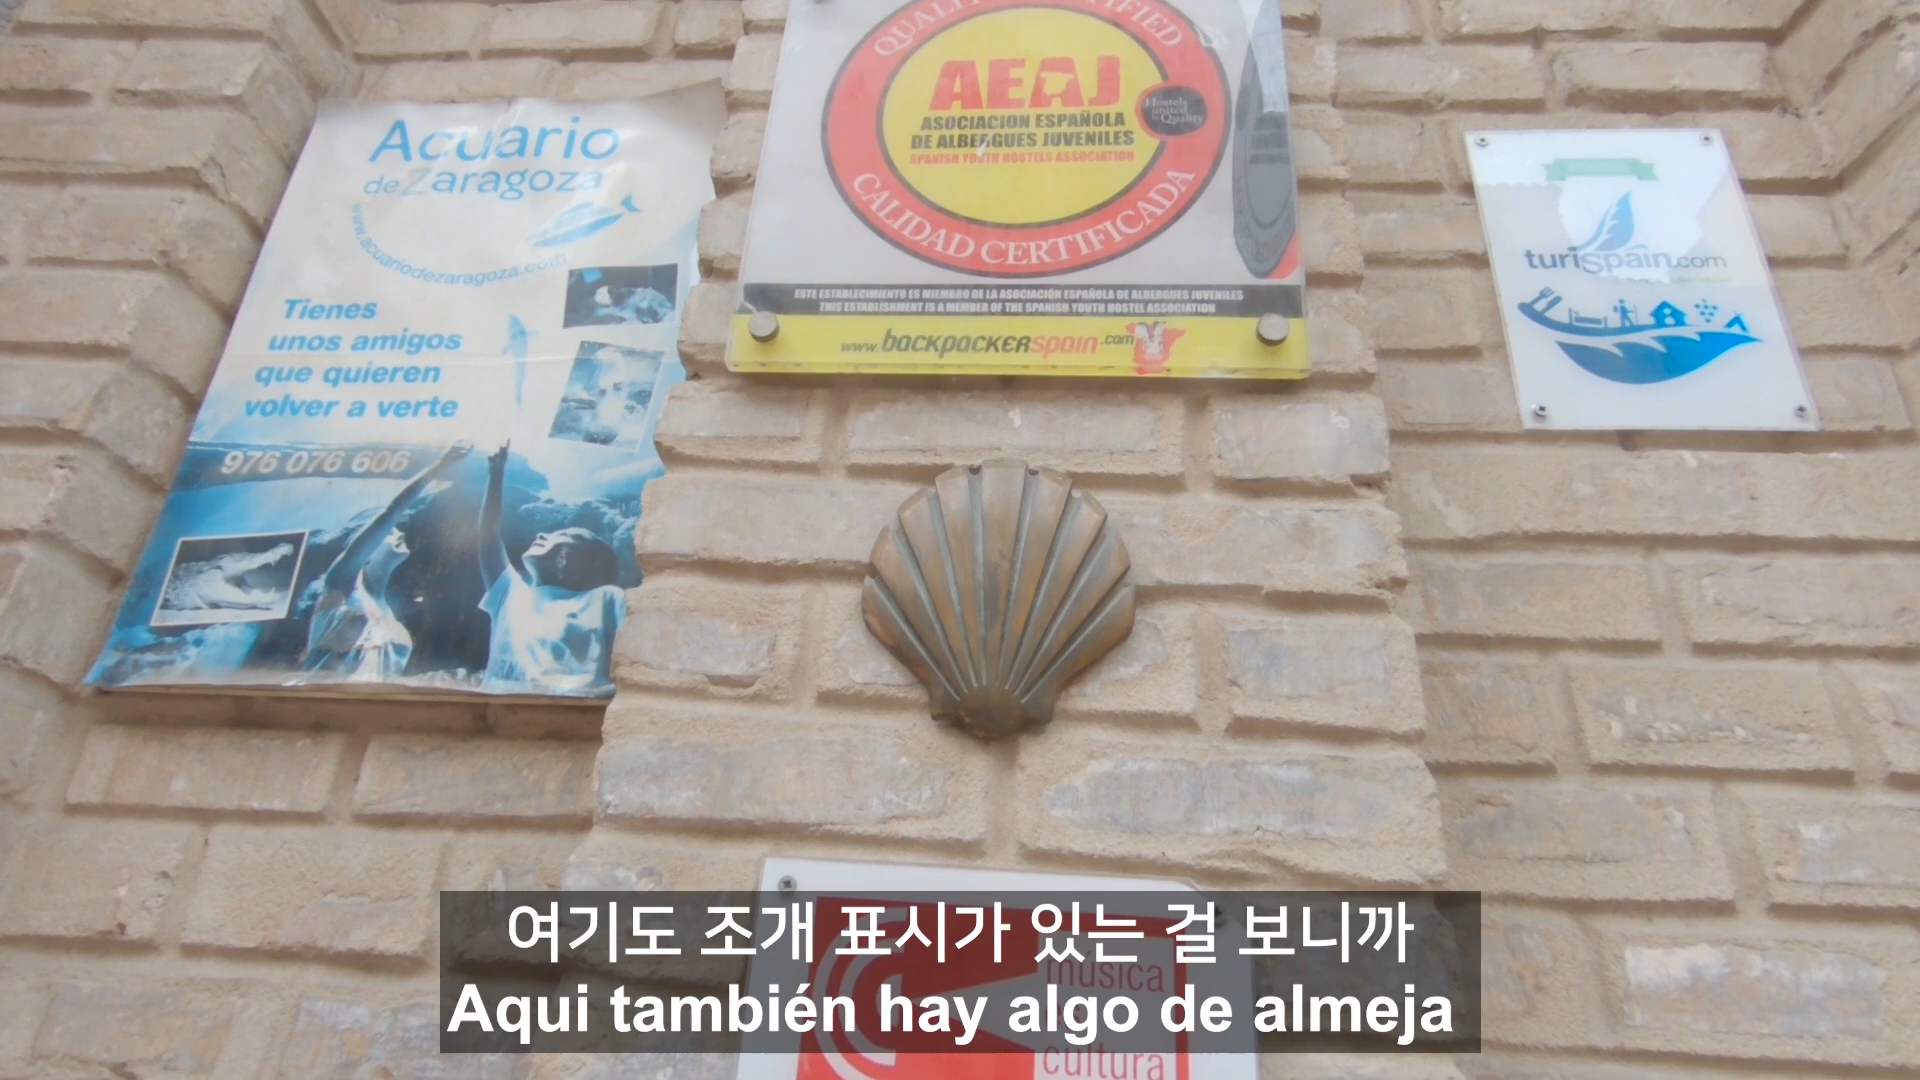 Acuario
de Zaragoza
www.acuariodezaragoza.com
Tienes
unos amigos
que quieren
volver a verte
976 076 606
AEAJ
ASOCIACION ESPAÑOLA
DE ALBERGUES JUVENILES
SPANISH YOUTH HOSTELS ASSOCIATION
Hostels
united
Quality
CALIDAD CERTIFICADA
ESTE ESTABLECIMIENTO ES MIEMBRO DE LA ASOCIACIÓN ESPAÑOLA DE ALBERGUES JUVENILES
THIS ESTABLISHMENT IS A MEMBER OF THE SPANISH YOUTH HOSTEL ASSOCIATION
www.backpackerspain.com
turiSpain.com
여기도 조개 표시가 있는 걸 보니까
Aqui también hay algo de almeja
música
cultura